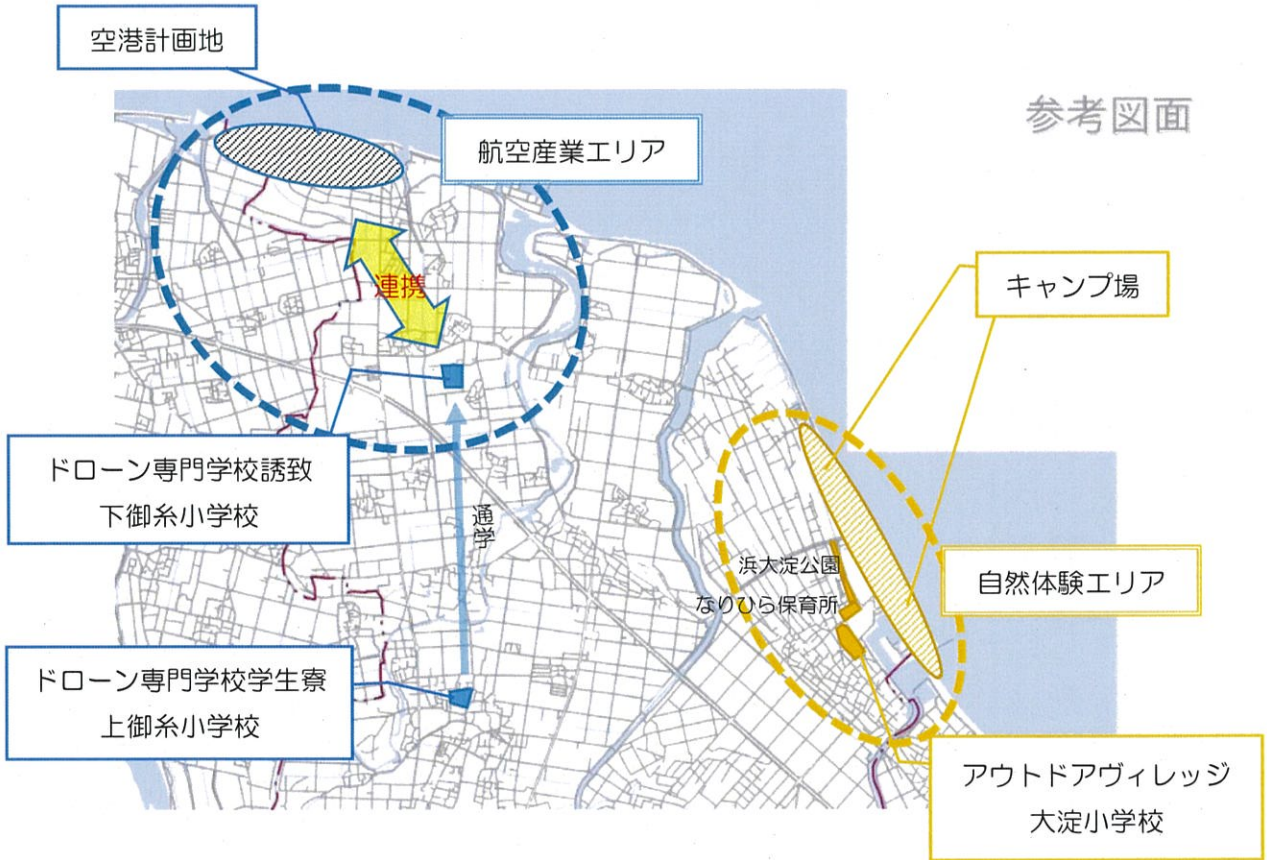 空港計画地
参考図面
航空産業エリア
連携
キャンプ場
ドローン専門学校誘致
下御糸小学校
通学
浜大淀公園
なりひら保育所
自然体験エリア
ドローン専門学校学生寮
上御糸小学校
アウトドアヴィレッジ
大淀小学校